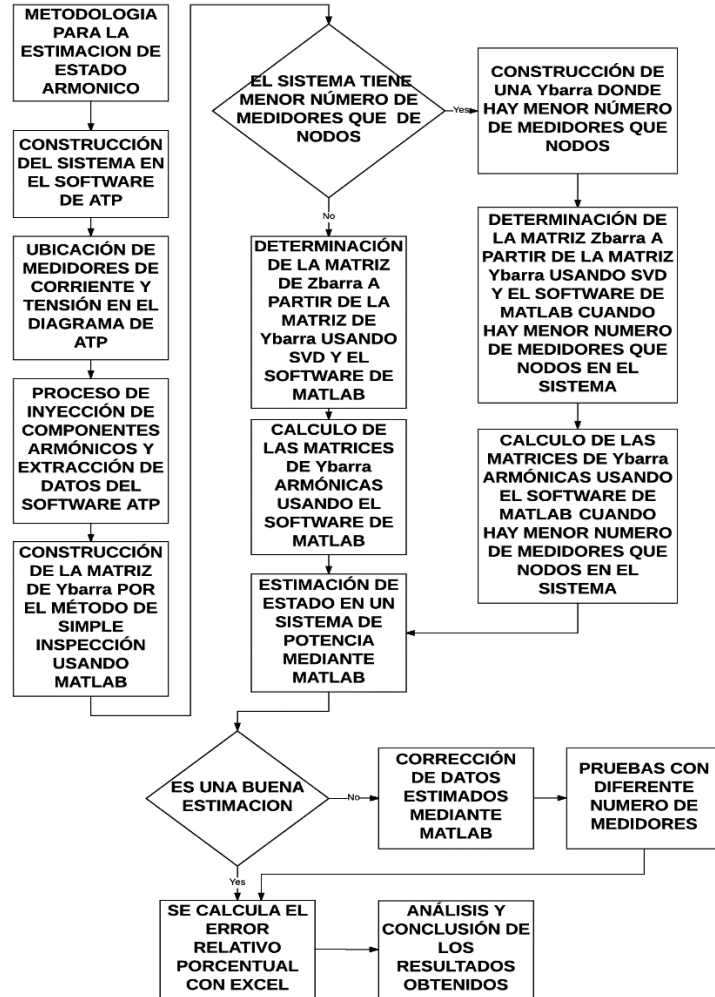 METODOLOGIA
PARA LA
ESTIMACION DE
ESTADO
ARMONICO
CONSTRUCCIÓN
DEL SISTEMA EN
EL SOFTWARE
DE ATP
UBICACIÓN DE
MEDIDORES DE
CORRIENTE Y
TENSIÓN EN EL
DIAGRAMA DE
ATP
PROCESO DE
INYECCIÓN DE
COMPONENTES
ARMÓNICOS Y
EXTRACCIÓN DE
DATOS DEL
SOFTWARE ATP
CONSTRUCCIÓN
DE LA MATRIZ
DE Ybarra POR
EL MÉTODO DE
SIMPLE
INSPECCIÓN
USANDO
MATLAB
EL SISTEMA TIENE
MENOR NÚMERO DE
MEDIDORES QUE DE
NODOS
Yes
No
CONSTRUCCIÓN DE
UNA Ybarra DONDE
HAY MENOR NÚMERO
DE MEDIDORES QUE
NODOS
DETERMINACIÓN
DE LA MATRIZ
DE Zbarra A
PARTIR DE LA
MATRIZ DE
Ybarra USANDO
SVD Y EL
SOFTWARE DE
MATLAB
DETERMINACIÓN DE
LA MATRIZ Zbarra A
PARTIR DE LA MATRIZ
Ybarra USANDO SVD
Y EL SOFTWARE DE
MATLAB CUANDO
HAY MENOR NUMERO
DE MEDIDORES QUE
NODOS EN EL
SISTEMA
CALCULO DE
LAS MATRICES
DE Ybarra
ARMÓNICAS
USANDO EL
SOFTWARE DE
MATLAB
CALCULO DE LAS
MATRICES DE Ybarra
ARMÓNICAS USANDO
EL SOFTWARE DE
MATLAB CUANDO
HAY MENOR NUMERO
DE MEDIDORES QUE
NODOS EN EL
SISTEMA
ESTIMACIÓN DE
ESTADO EN UN
SISTEMA DE
POTENCIA
MEDIANTE
MATLAB
ES UNA BUENA
ESTIMACION
No
Yes
CORRECCIÓN
DE DATOS
ESTIMADOS
MEDIANTE
MATLAB
PRUEBAS CON
DIFERENTE
NUMERO DE
MEDIDORES
SE CALCULA EL
ERROR
RELATIVO
PORCENTUAL
CON EXCEL
ANÁLISIS Y
CONCLUSIÓN DE
LOS
RESULTADOS
OBTENIDOS